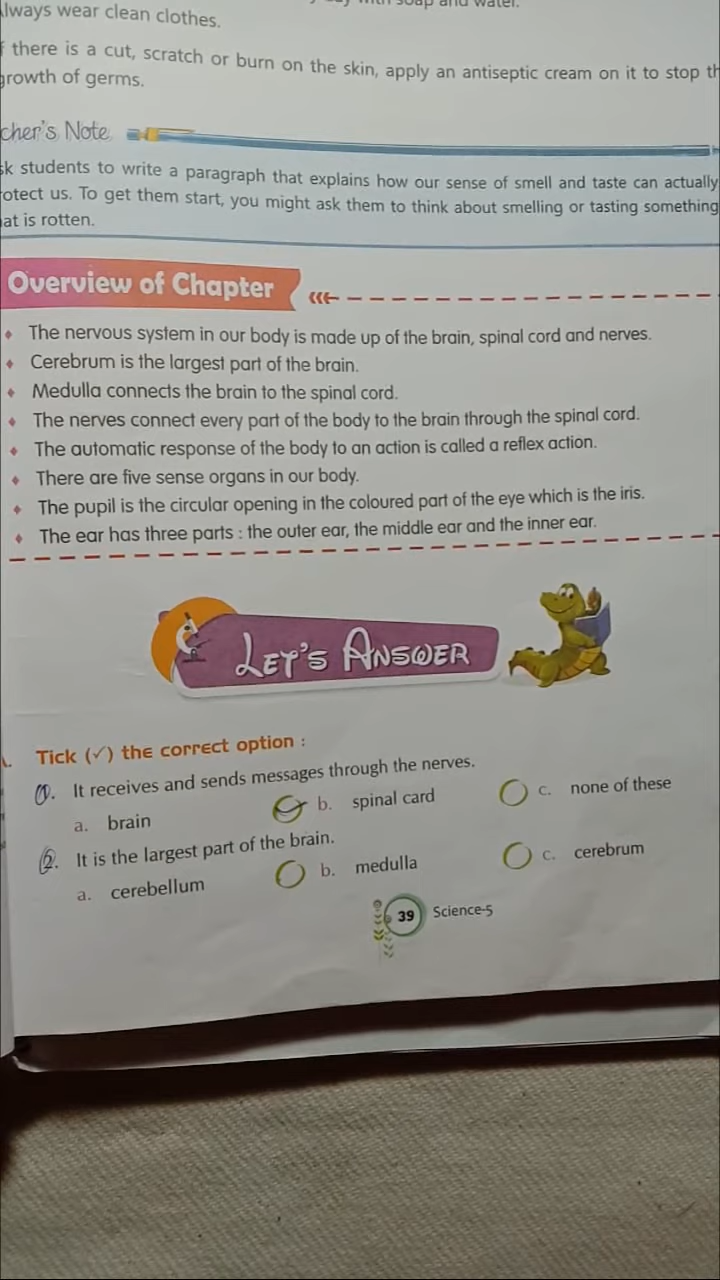 lways wear clean clothes.
there is a cut, scratch or burn on the skin, apply an antiseptic cream on it to stop th
growth of germs.
cher's Note
sk students to write a paragraph that explains how our sense of smell and taste can actually
otect us. To get them start, you might ask them to think about smelling or tasting something
at is rotten.
Overview of Chapter
♦ The nervous system in our body is made up of the brain, spinal cord and nerves.
♦ Cerebrum is the largest part of the brain.
♦ Medulla connects the brain to the spinal cord.
♦ The nerves connect every part of the body to the brain through the spinal cord.
♦ The automatic response of the body to an action is called a reflex action.
♦ There are five sense organs in our body.
♦ The pupil is the circular opening in the coloured part of the eye which is the iris.
♦ The ear has three parts : the outer ear, the middle ear and the inner ear.
LET'S ANSWER
Tick (✓) the correct option :
1. It receives and sends messages through the nerves.
a. brain b. spinal card c. none of these
2. It is the largest part of the brain.
a. cerebellum b. medulla c. cerebrum
39 Science-5